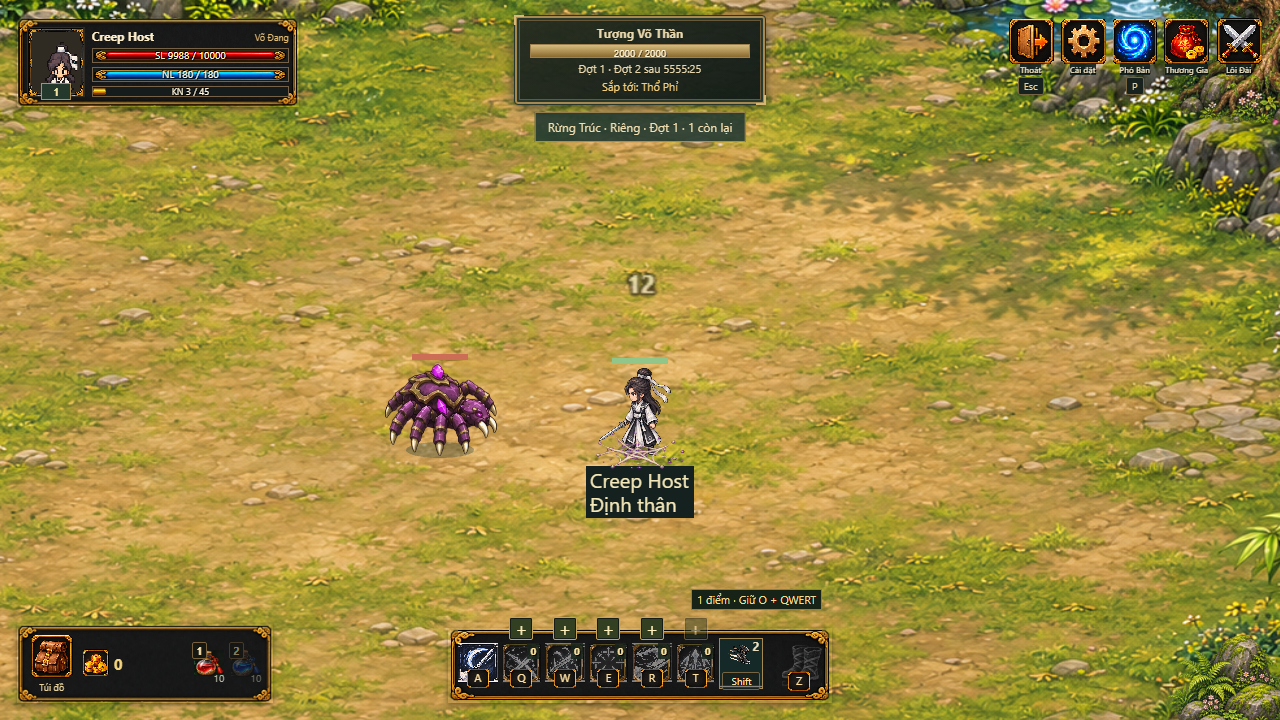 Creep Host
Võ Đang
SL 9988 / 10000
NL 180 / 180
KN 3 / 45
1
Tượng Võ Thần
2000 / 2000
Đợt 1 · Đợt 2 sau 5555:25
Sắp tới: Thổ Phỉ
Rừng Trúc · Riêng · Đợt 1 · 1 còn lại
Thoát
Cài đặt
Phó Bản
Thương Gia
Lôi Đài
Esc
P
12
Creep Host
Định thân
1 điểm · Giữ O + QWERT
+
+
+
+
+
Túi đồ
0
1
10
2
10
A
0
Q
0
W
0
E
0
R
0
T
2
Shift
Z